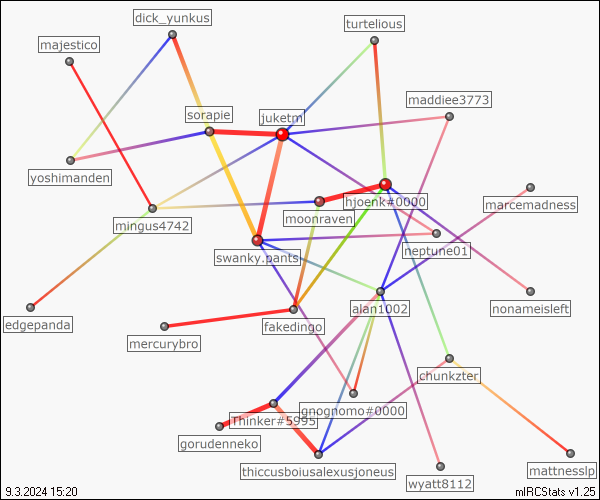 dick_yunkus
turtelious
majestico
maddiee3773
sorapie
juketm
yoshimanden
hjoenk#0000
marcemadness
moonraven
mingus4742
neptune01
swanky.pants
alan1002
nonameisleft
edgepanda
fakedingo
mercurybro
chunkzter
gnognomo#0000
Thinker#5995
gorudenneko
thiccusboiusalexusjoneus
mattnesslp
wyatt8112
9.3.2024 15:20
mIRCStats v1.25